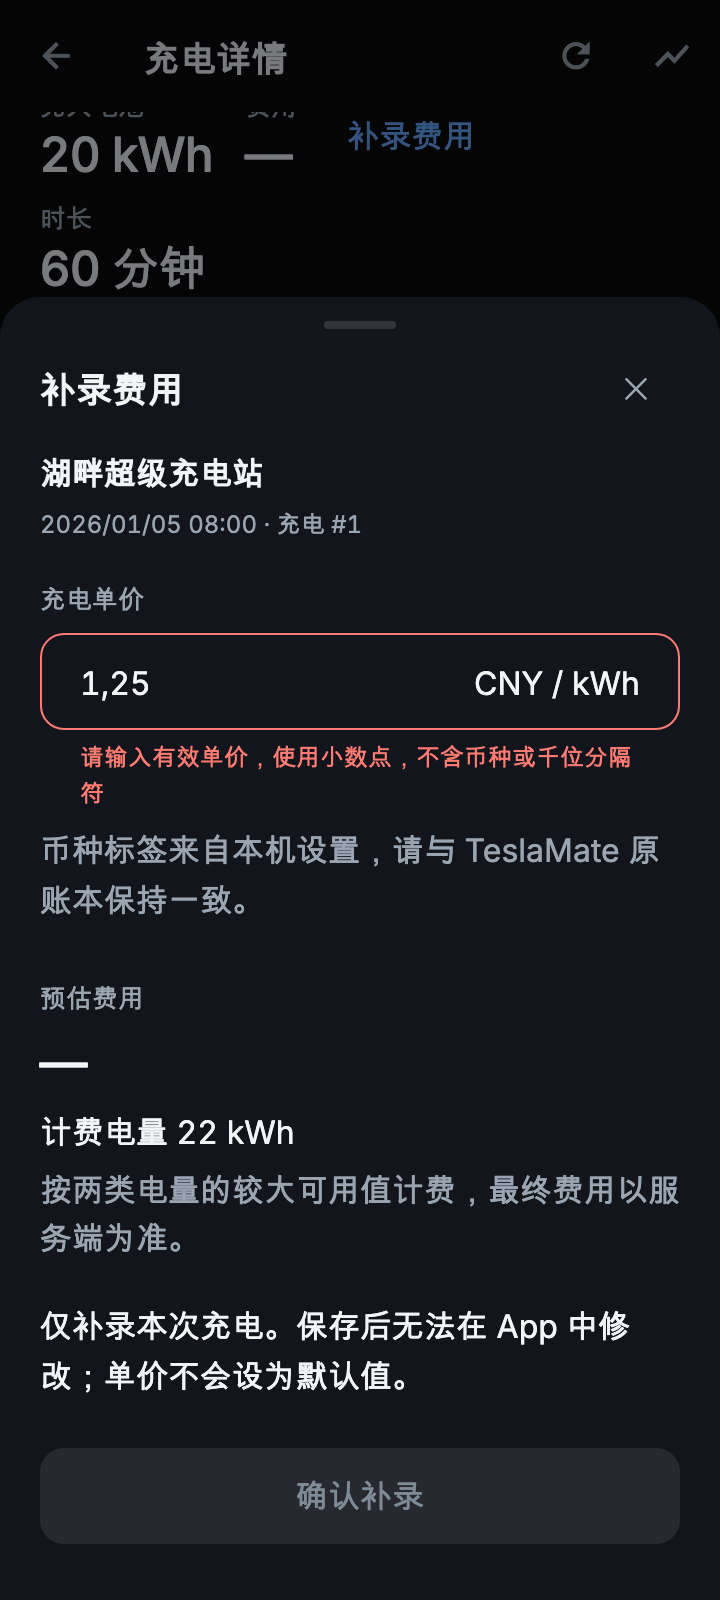 充电详情
20 kWh
—
补录费用
时长
60 分钟
补录费用
湖畔超级充电站
2026/01/05 08:00 · 充电 #1
充电单价
1,25
CNY / kWh
请输入有效单价，使用小数点，不含币种或千位分隔
符
币种标签来自本机设置，请与 TeslaMate 原
账本保持一致。
预估费用
—
计费电量 22 kWh
按两类电量的较大可用值计费，最终费用以服
务端为准。
仅补录本次充电。保存后无法在 App 中修
改；单价不会设为默认值。
确认补录